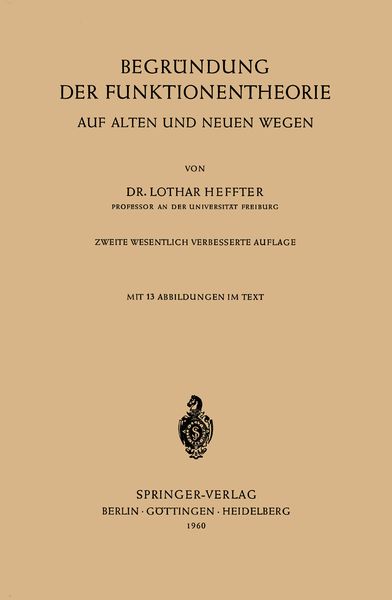 BEGRÜNDUNG
DER FUNKTIONENTHEORIE
AUF ALTEN UND NEUEN WEGEN
VON
DR. LOTHAR HEFFTER
PROFESSOR AN DER UNIVERSITÄT FREIBURG
ZWEITE WESENTLICH VERBESSERTE AUFLAGE
MIT 13 ABBILDUNGEN IM TEXT
S
SPRINGER-VERLAG
BERLIN · GÖTTINGEN · HEIDELBERG
1960